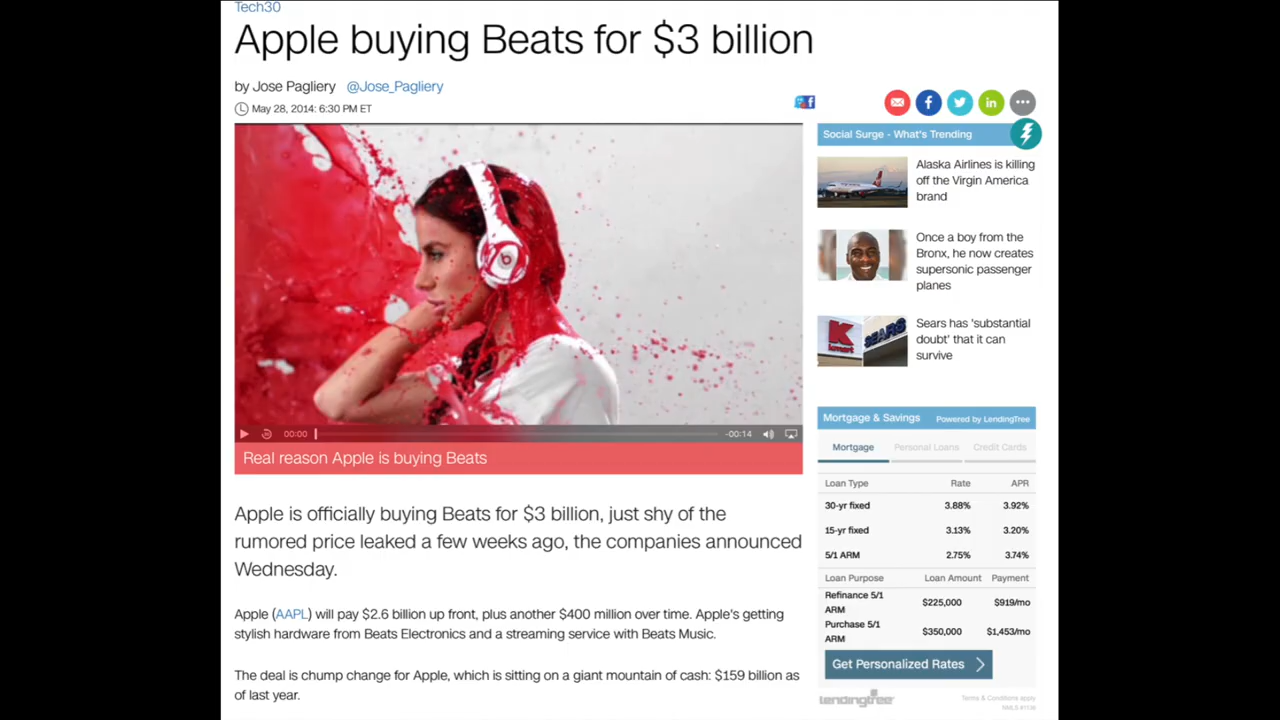 Tech30
Apple buying Beats for $3 billion
by Jose Pagliery @Jose_Pagliery
May 28, 2014: 6:30 PM ET
00:00
-00:14
Real reason Apple is buying Beats
Apple is officially buying Beats for $3 billion, just shy of the
rumored price leaked a few weeks ago, the companies announced
Wednesday.
Apple (AAPL) will pay $2.6 billion up front, plus another $400 million over time. Apple's getting
stylish hardware from Beats Electronics and a streaming service with Beats Music.
The deal is chump change for Apple, which is sitting on a giant mountain of cash: $159 billion as
of last year.
Social Surge - What's Trending
Alaska Airlines is killing
off the Virgin America
brand
Once a boy from the
Bronx, he now creates
supersonic passenger
planes
K
kmart
SEARS
Sears has 'substantial
doubt' that it can
survive
Mortgage & Savings Powered by LendingTree
Mortgage Personal Loans Credit Cards
Loan Type Rate APR
30-yr fixed 3.88% 3.92%
15-yr fixed 3.13% 3.20%
5/1 ARM 2.75% 3.74%
Loan Purpose Loan Amount Payment
Refinance 5/1
ARM
$225,000 $919/mo
Purchase 5/1
ARM
$350,000 $1,453/mo
Get Personalized Rates
lendingtree
Terms & Conditions apply